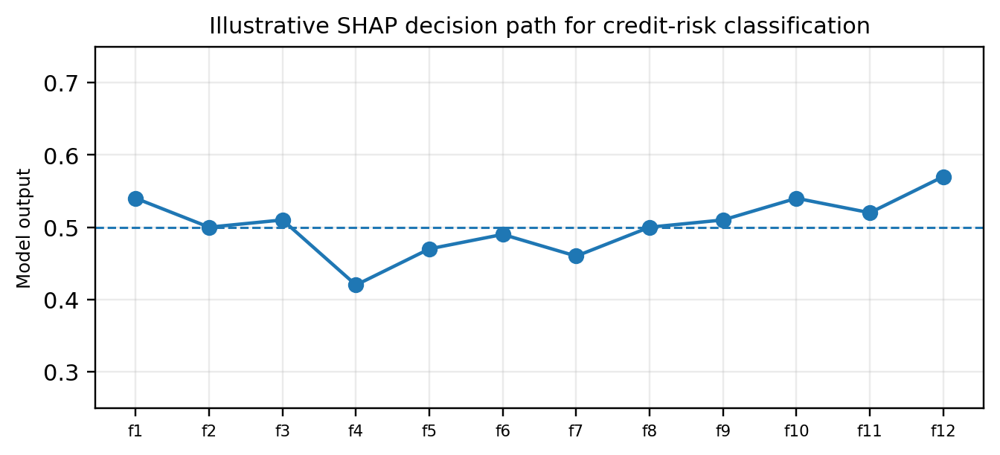 Illustrative SHAP decision path for credit-risk classification
Model output
0.7
0.6
0.5
0.4
0.3
f1 f2 f3 f4 f5 f6 f7 f8 f9 f10 f11 f12